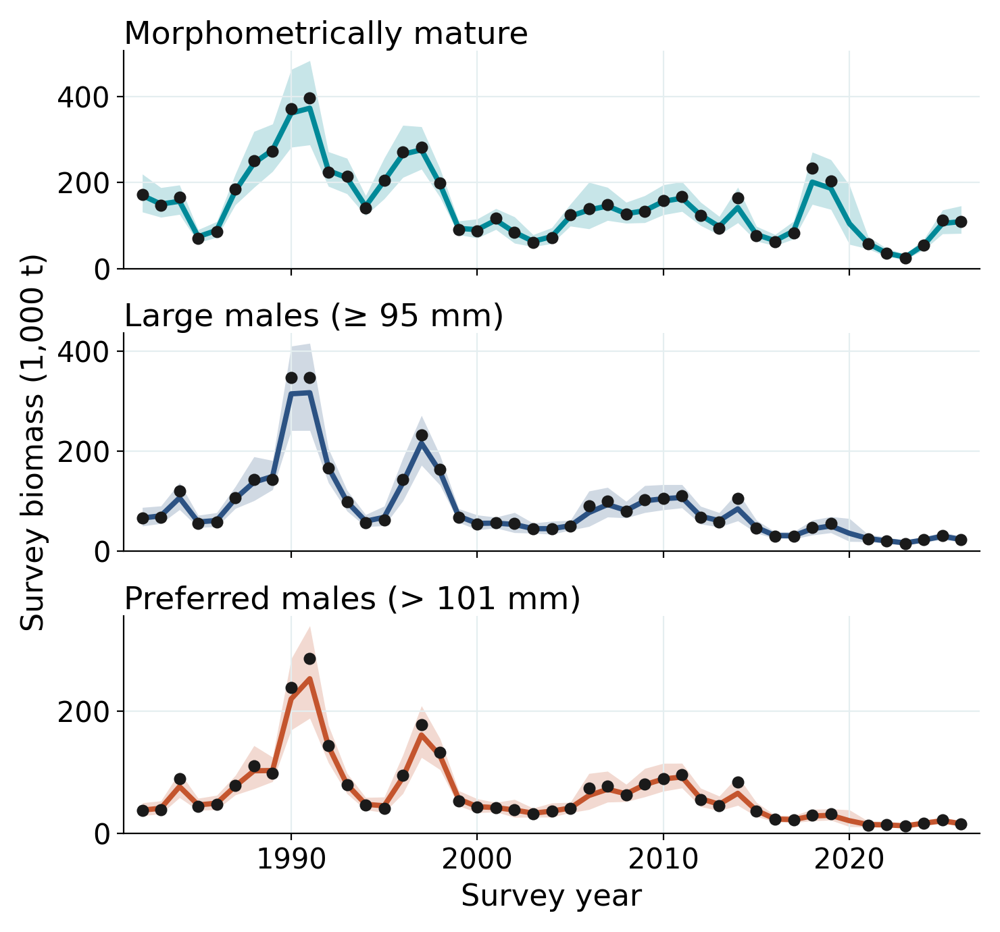 Morphometrically mature
400
200
0
Large males (≥ 95 mm)
400
200
0
Survey biomass (1,000 t)
Preferred males (> 101 mm)
200
0
1990 2000 2010 2020
Survey year